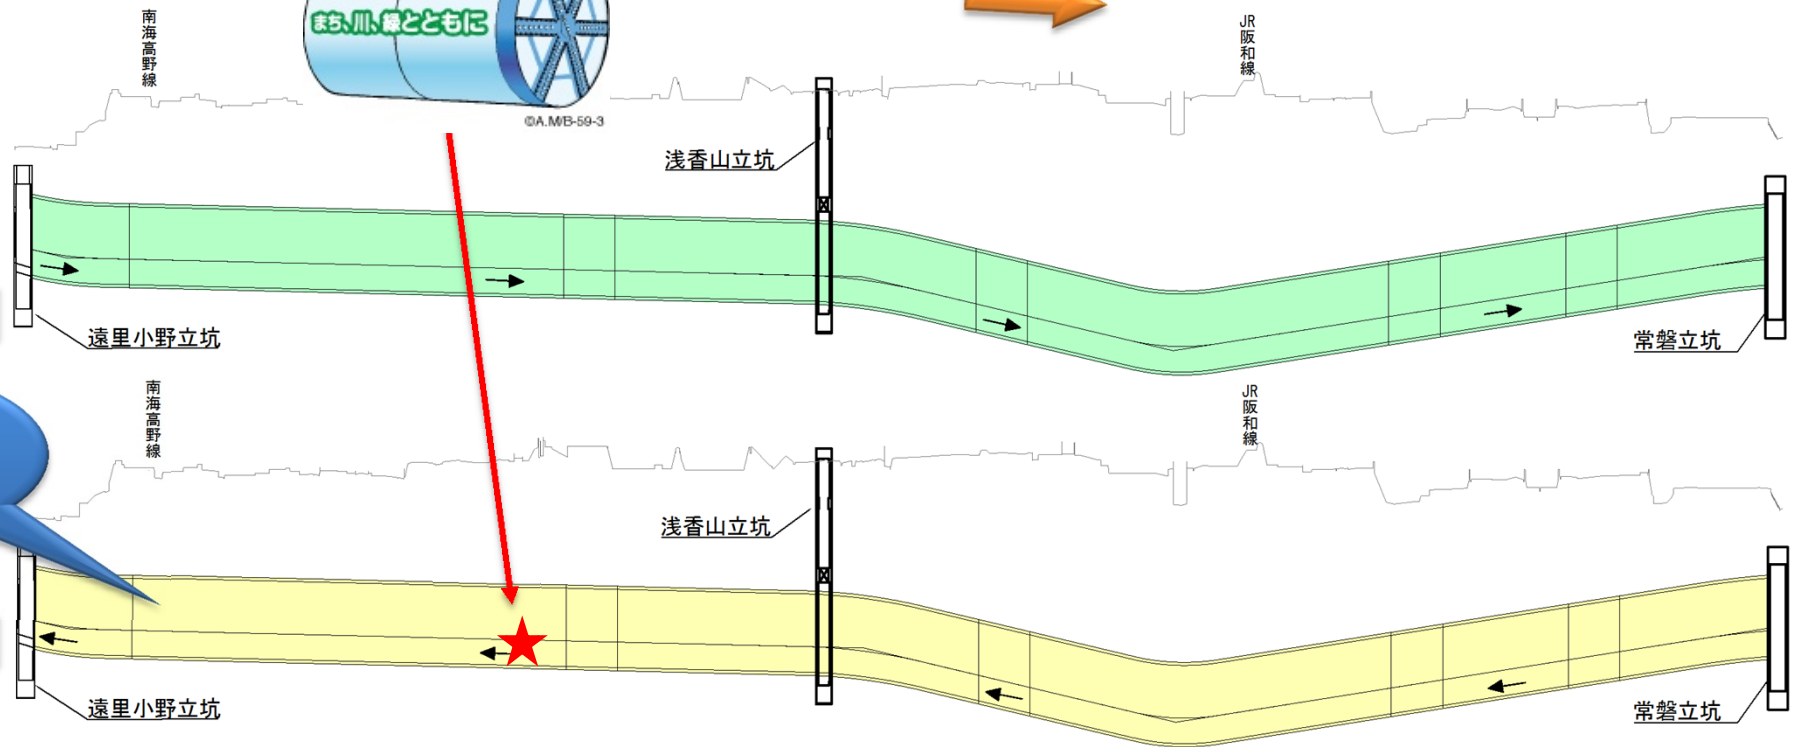 南海高野線
まち、川、緑とともに
©A.M/B-59-3
JR阪和線
浅香山立坑
遠里小野立坑
常磐立坑
南海高野線
JR阪和線
浅香山立坑
遠里小野立坑
常磐立坑